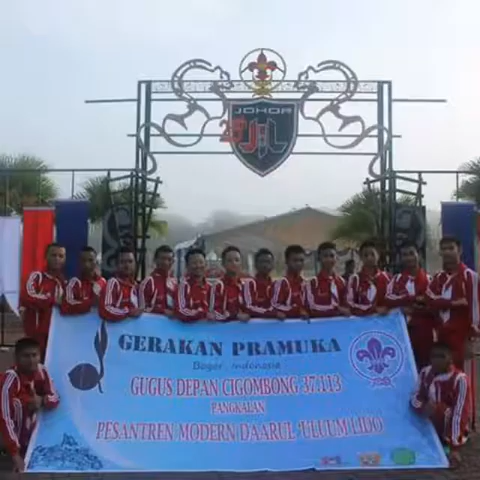 JOHOR
GERAKAN PRAMUKA
Bogor, Indonesia
GUGUS DEPAN CIGOMBONG 37.113
PANGKALAN
PESANTREN MODERN DAARUL 'ULUUM LIDO